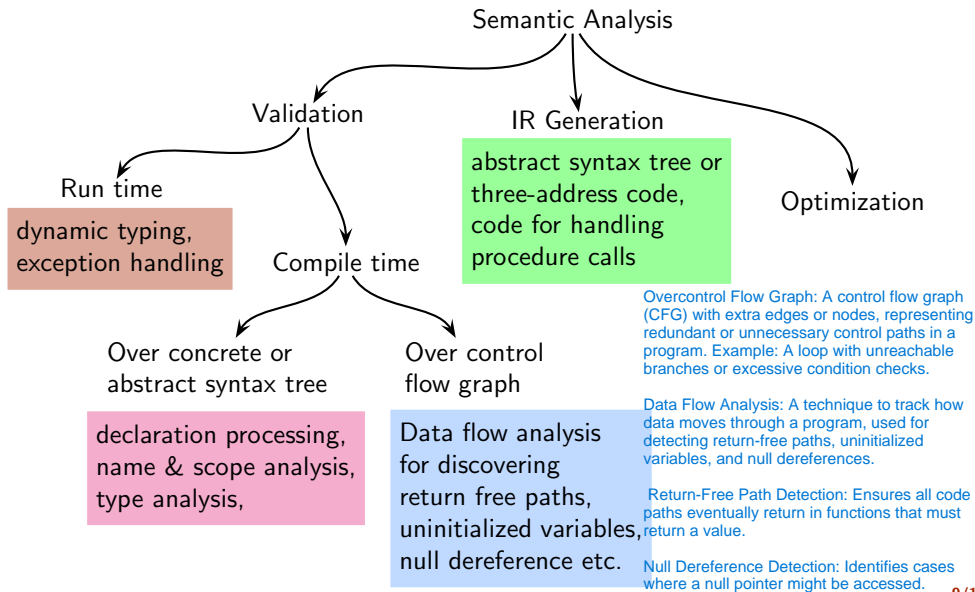 Semantic Analysis
Validation
IR Generation
abstract syntax tree or
three-address code,
code for handling
procedure calls
Run time
dynamic typing,
exception handling
Optimization
Compile time
Over concrete or
abstract syntax tree
declaration processing,
name & scope analysis,
type analysis,
Over control
flow graph
Data flow analysis
for discovering
return free paths,
uninitialized variables,
null dereference etc.
Overcontrol Flow Graph: A control flow graph
(CFG) with extra edges or nodes, representing
redundant or unnecessary control paths in a
program. Example: A loop with unreachable
branches or excessive condition checks.
Data Flow Analysis: A technique to track how
data moves through a program, used for
detecting return-free paths, uninitialized
variables, and null dereferences.
Return-Free Path Detection: Ensures all code
paths eventually return in functions that must
return a value.
Null Dereference Detection: Identifies cases
where a null pointer might be accessed.